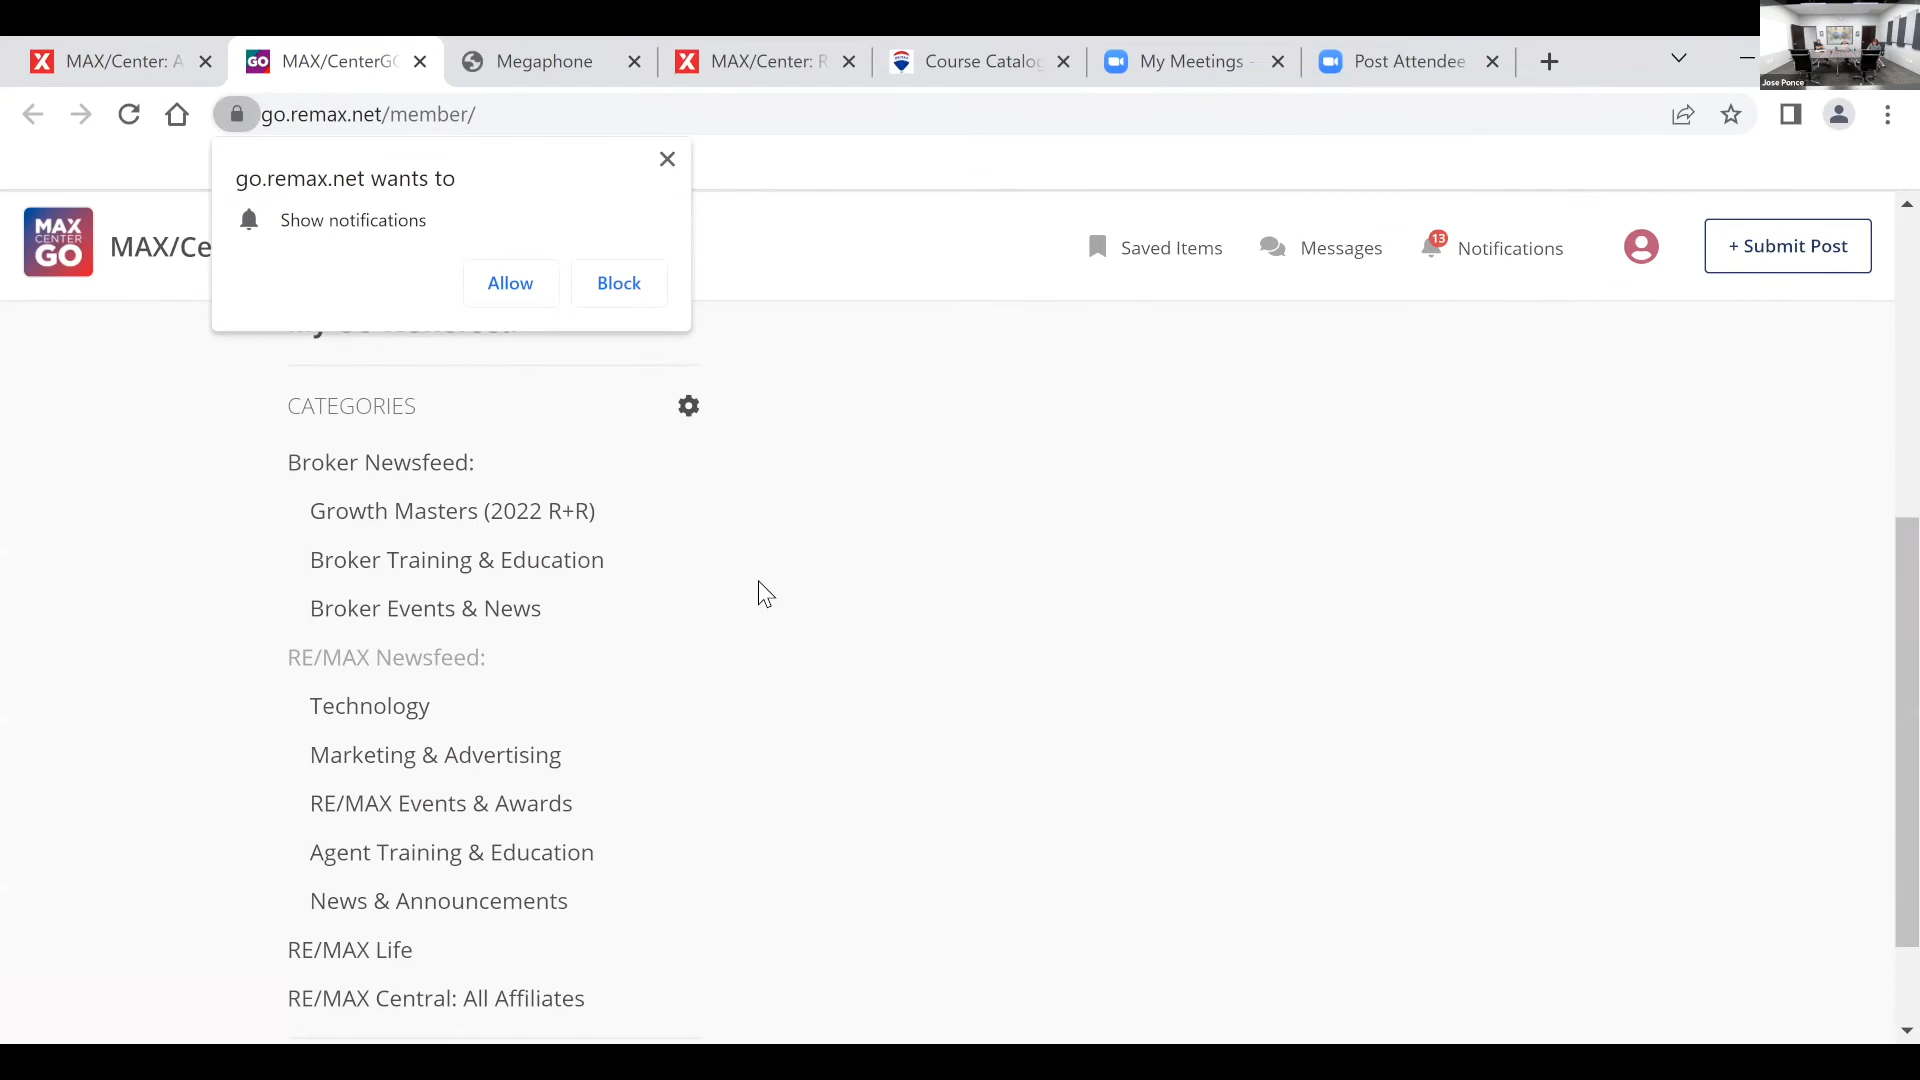 MAX/Center: A
MAX/CenterGO
Megaphone
MAX/Center: R
Course Catalog
My Meetings -
Post Attendee
Jose Ponce
go.remax.net/member/
go.remax.net wants to
Show notifications
Allow
Block
MAX
CENTER
GO
MAX/Ce
Saved Items
Messages
13
Notifications
+ Submit Post
CATEGORIES
Broker Newsfeed:
Growth Masters (2022 R+R)
Broker Training & Education
Broker Events & News
RE/MAX Newsfeed:
Technology
Marketing & Advertising
RE/MAX Events & Awards
Agent Training & Education
News & Announcements
RE/MAX Life
RE/MAX Central: All Affiliates